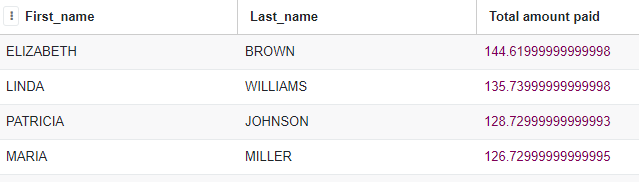 First_name Last_name Total amount paid
ELIZABETH BROWN 144.61999999999998
LINDA WILLIAMS 135.73999999999998
PATRICIA JOHNSON 128.72999999999993
MARIA MILLER 126.72999999999995